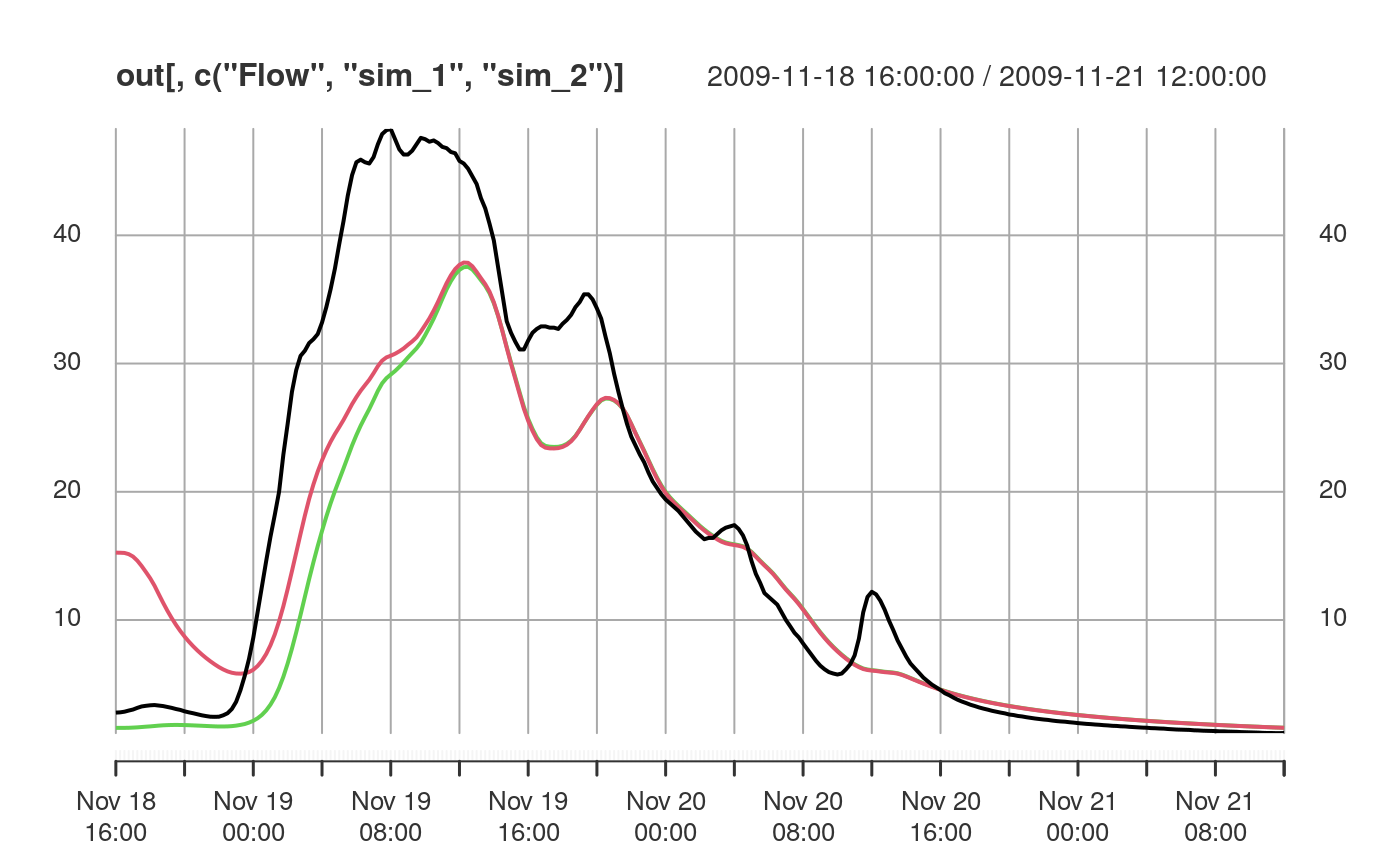 out[, c("Flow", "sim_1", "sim_2")]
2009-11-18 16:00:00 / 2009-11-21 12:00:00
40
40
30
30
20
20
10
10
Nov 18
16:00
Nov 19
00:00
Nov 19
08:00
Nov 19
16:00
Nov 20
00:00
Nov 20
08:00
Nov 20
16:00
Nov 21
00:00
Nov 21
08:00